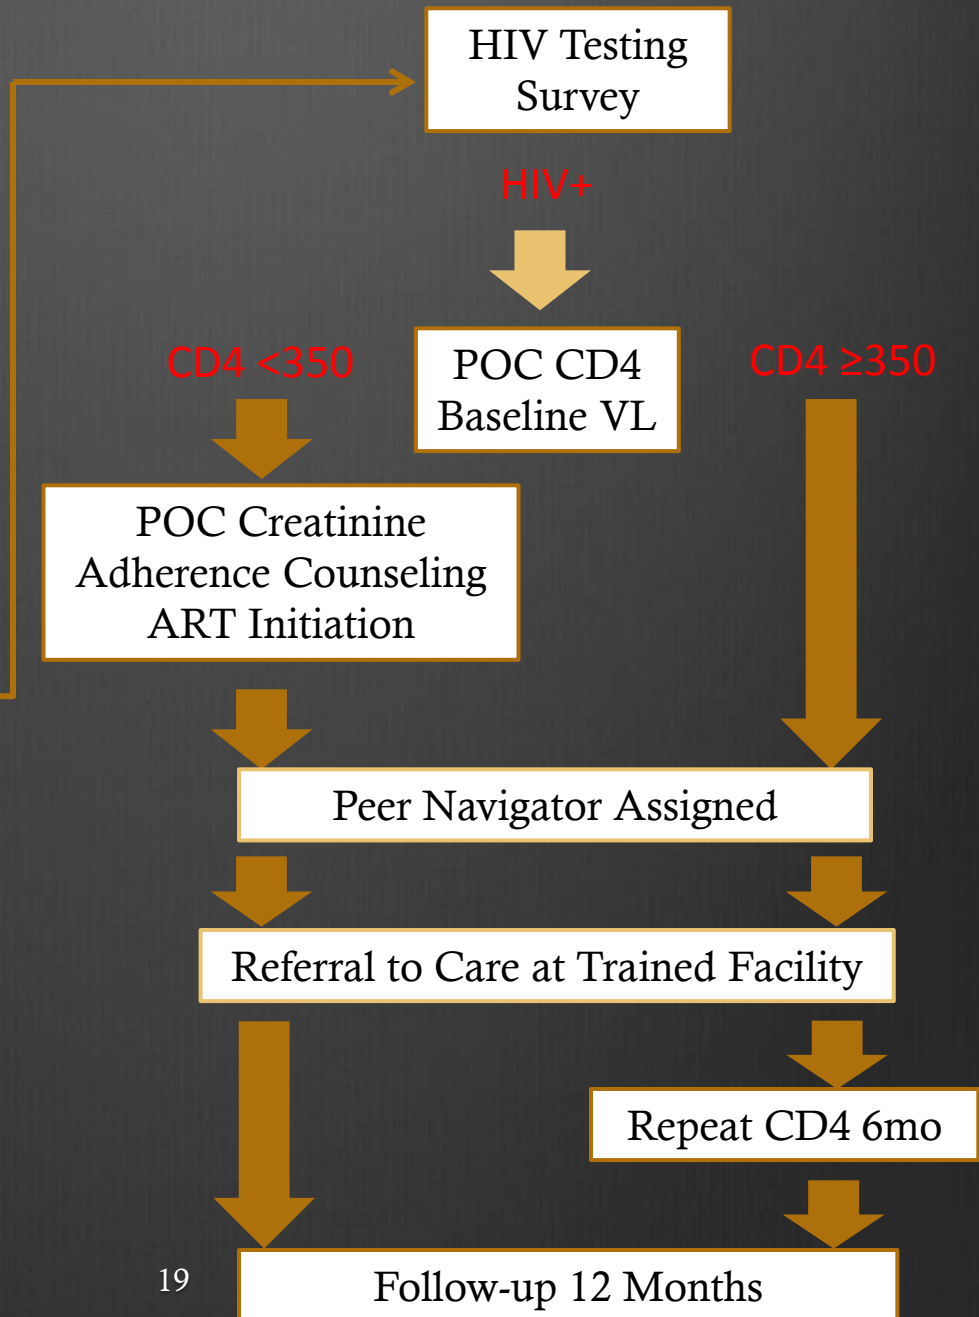 HIV Testing
Survey
HIV+
CD4 <350
POC CD4
Baseline VL
CD4 ≥350
POC Creatinine
Adherence Counseling
ART Initiation
Peer Navigator Assigned
Referral to Care at Trained Facility
Repeat CD4 6mo
19
Follow-up 12 Months